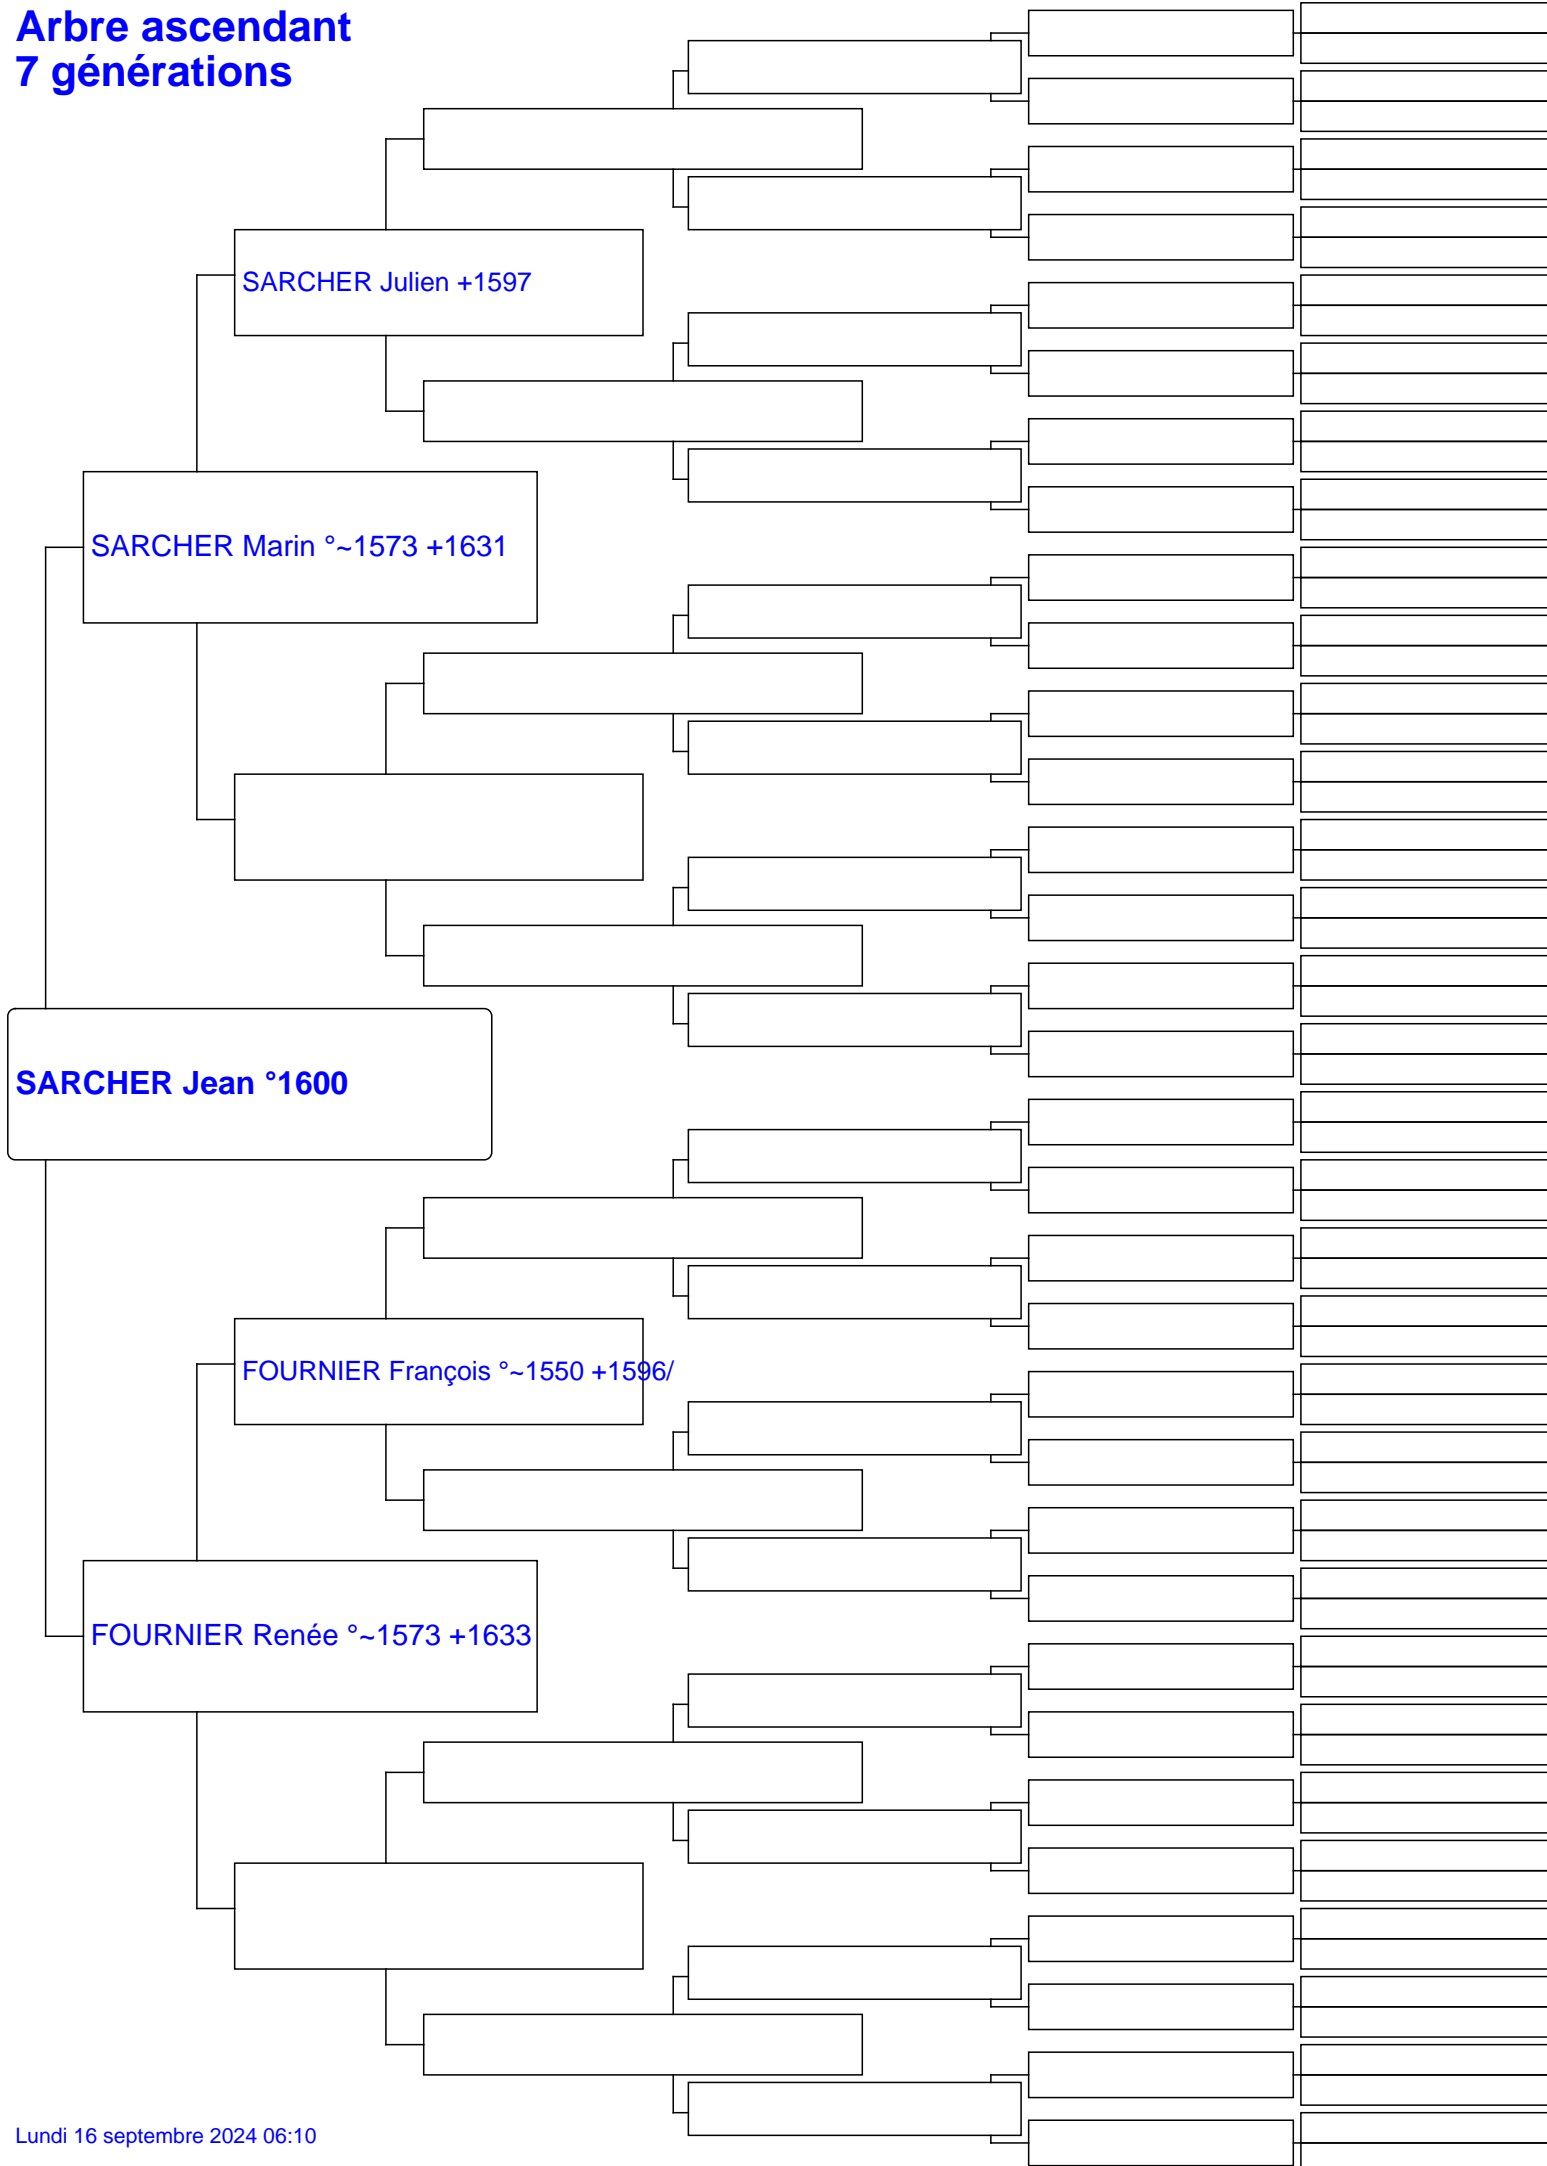 Arbre ascendant
7 générations
SARCHER Julien +1597
SARCHER Marin °~1573 +1631
SARCHER Jean °1600
FOURNIER François °~1550 +1596/
FOURNIER Renée °~1573 +1633
Lundi 16 septembre 2024 06:10